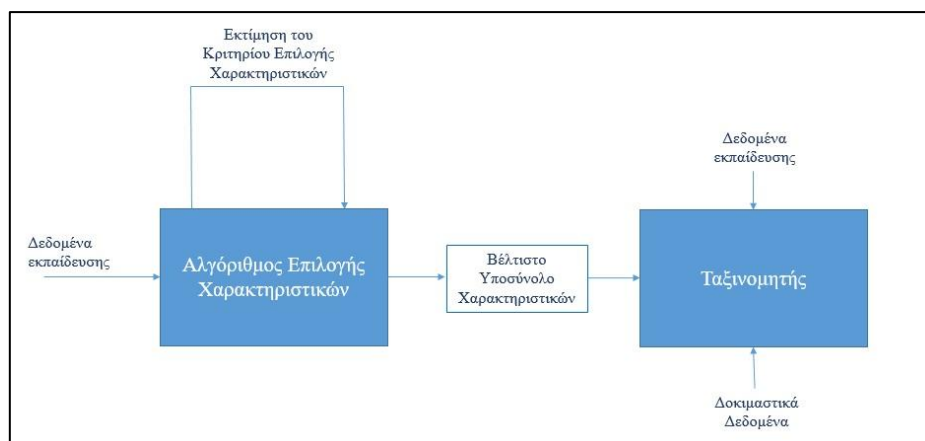 Εκτίμηση του
Κριτηρίου Επιλογής
Χαρακτηριστικών
Δεδομένα
εκπαίδευσης
Αλγόριθμος Επιλογής
Χαρακτηριστικών
Βέλτιστο
Υποσύνολο
Χαρακτηριστικών
Δεδομένα
εκπαίδευσης
Ταξινομητής
Δοκιμαστικά
Δεδομένα